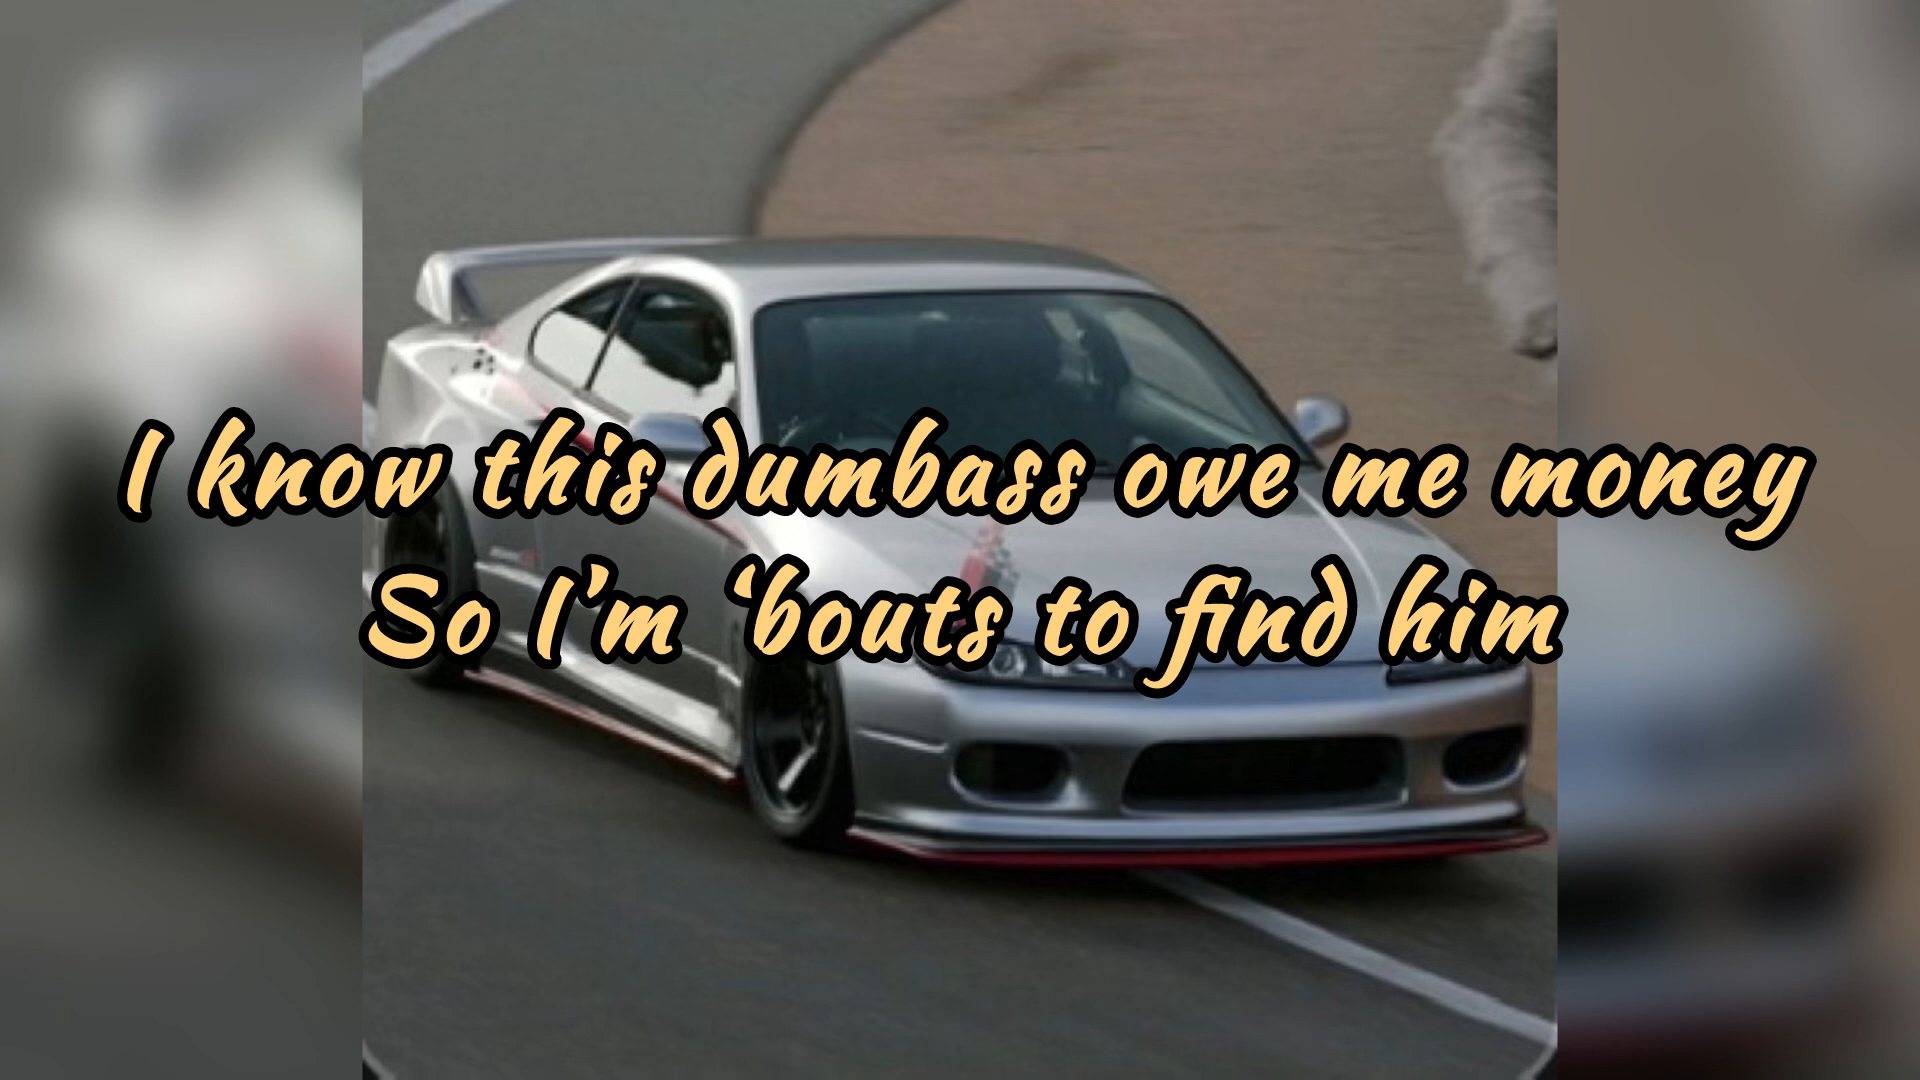 I know this dumbass owe me money
So I'm ‘bouts to find him